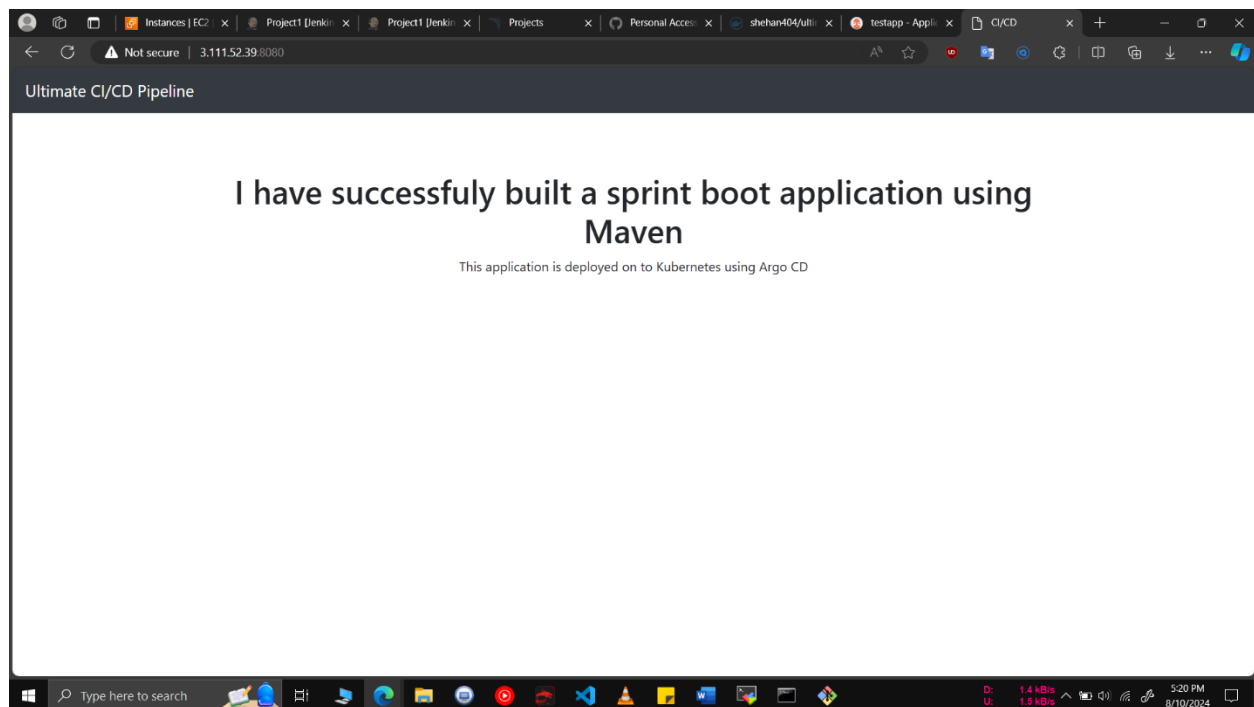 Instances | EC2
Project1 [Jenkin
Project1 [Jenkin
Projects
Personal Access
shehan404/ultim
testapp - Applic
CI/CD
Not secure | 3.111.52.39:8080
Ultimate CI/CD Pipeline
I have successfuly built a sprint boot application using
Maven
This application is deployed on to Kubernetes using Argo CD
Type here to search
D: 1.4 kB/s
U: 1.5 kB/s
5:20 PM
8/10/2024